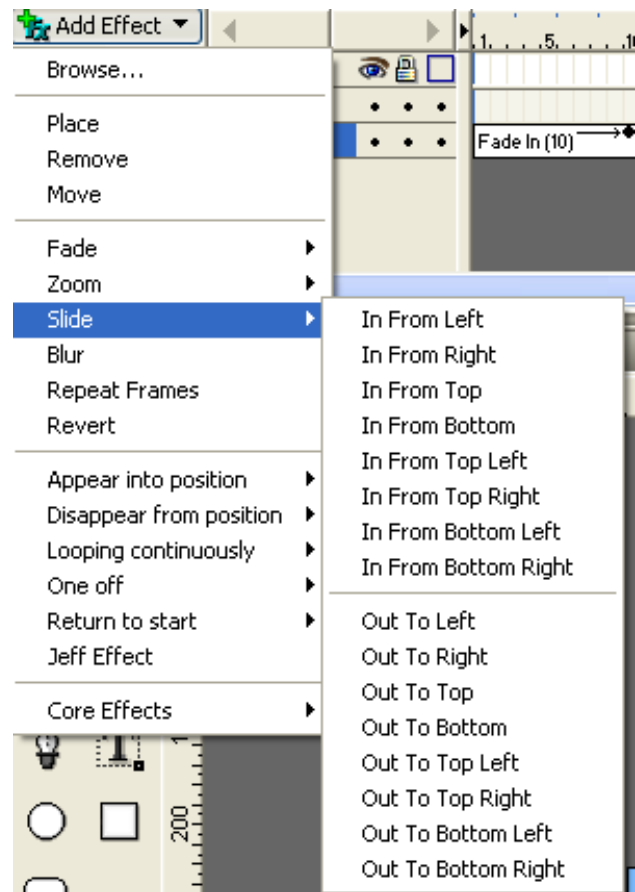 Add Effect
1 5 10
Browse...
Place
Fade In (10)
Remove
Move
Fade
Zoom
Slide
In From Left
Blur
In From Right
Repeat Frames
In From Top
Revert
In From Bottom
In From Top Left
Appear into position
In From Top Right
Disappear from position
In From Bottom Left
Looping continuously
In From Bottom Right
One off
Return to start
Out To Left
Jeff Effect
Out To Right
Out To Top
Core Effects
Out To Bottom
T
Out To Top Left
Out To Top Right
200
Out To Bottom Left
Out To Bottom Right